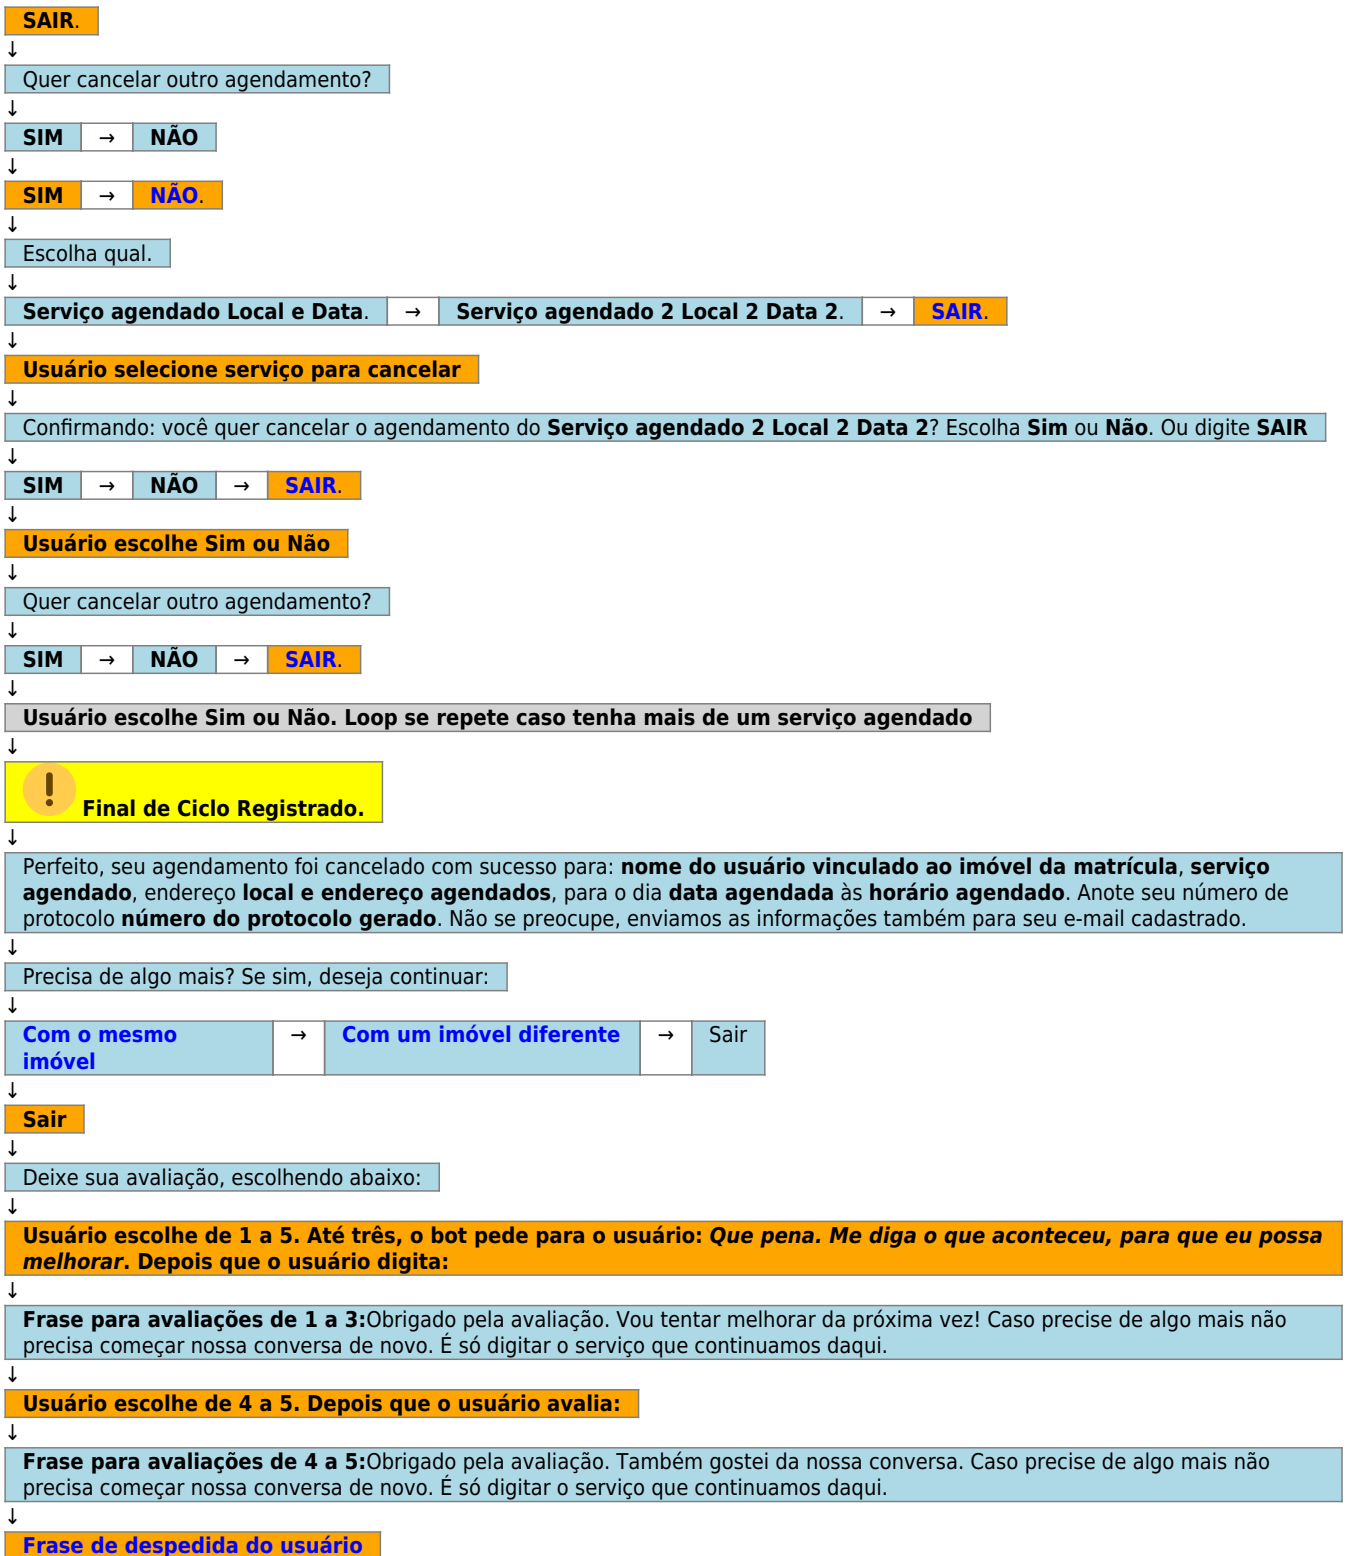 SAIR.
↓
Quer cancelar outro agendamento?
↓
SIM → NÃO
↓
SIM → NÃO.
↓
Escolha qual.
↓
Serviço agendado Local e Data. → Serviço agendado 2 Local 2 Data 2. → SAIR.
↓
Usuário selecione serviço para cancelar
↓
Confirmando: você quer cancelar o agendamento do Serviço agendado 2 Local 2 Data 2? Escolha Sim ou Não. Ou digite SAIR
↓
SIM → NÃO → SAIR.
↓
Usuário escolhe Sim ou Não
↓
Quer cancelar outro agendamento?
↓
SIM → NÃO → SAIR.
↓
Usuário escolhe Sim ou Não. Loop se repete caso tenha mais de um serviço agendado
↓
! Final de Ciclo Registrado.
↓
Perfeito, seu agendamento foi cancelado com sucesso para: nome do usuário vinculado ao imóvel da matrícula, serviço
agendado, endereço local e endereço agendados, para o dia data agendada às horário agendado. Anote seu número de
protocolo número do protocolo gerado. Não se preocupe, enviamos as informações também para seu e-mail cadastrado.
↓
Precisa de algo mais? Se sim, deseja continuar:
↓
Com o mesmo → Com um imóvel diferente → Sair
imóvel
↓
Sair
↓
Deixe sua avaliação, escolhendo abaixo:
↓
Usuário escolhe de 1 a 5. Até três, o bot pede para o usuário: Que pena. Me diga o que aconteceu, para que eu possa
melhorar. Depois que o usuário digita:
↓
Frase para avaliações de 1 a 3:Obrigado pela avaliação. Vou tentar melhorar da próxima vez! Caso precise de algo mais não
precisa começar nossa conversa de novo. É só digitar o serviço que continuamos daqui.
↓
Usuário escolhe de 4 a 5. Depois que o usuário avalia:
↓
Frase para avaliações de 4 a 5:Obrigado pela avaliação. Também gostei da nossa conversa. Caso precise de algo mais não
precisa começar nossa conversa de novo. É só digitar o serviço que continuamos daqui.
↓
Frase de despedida do usuário